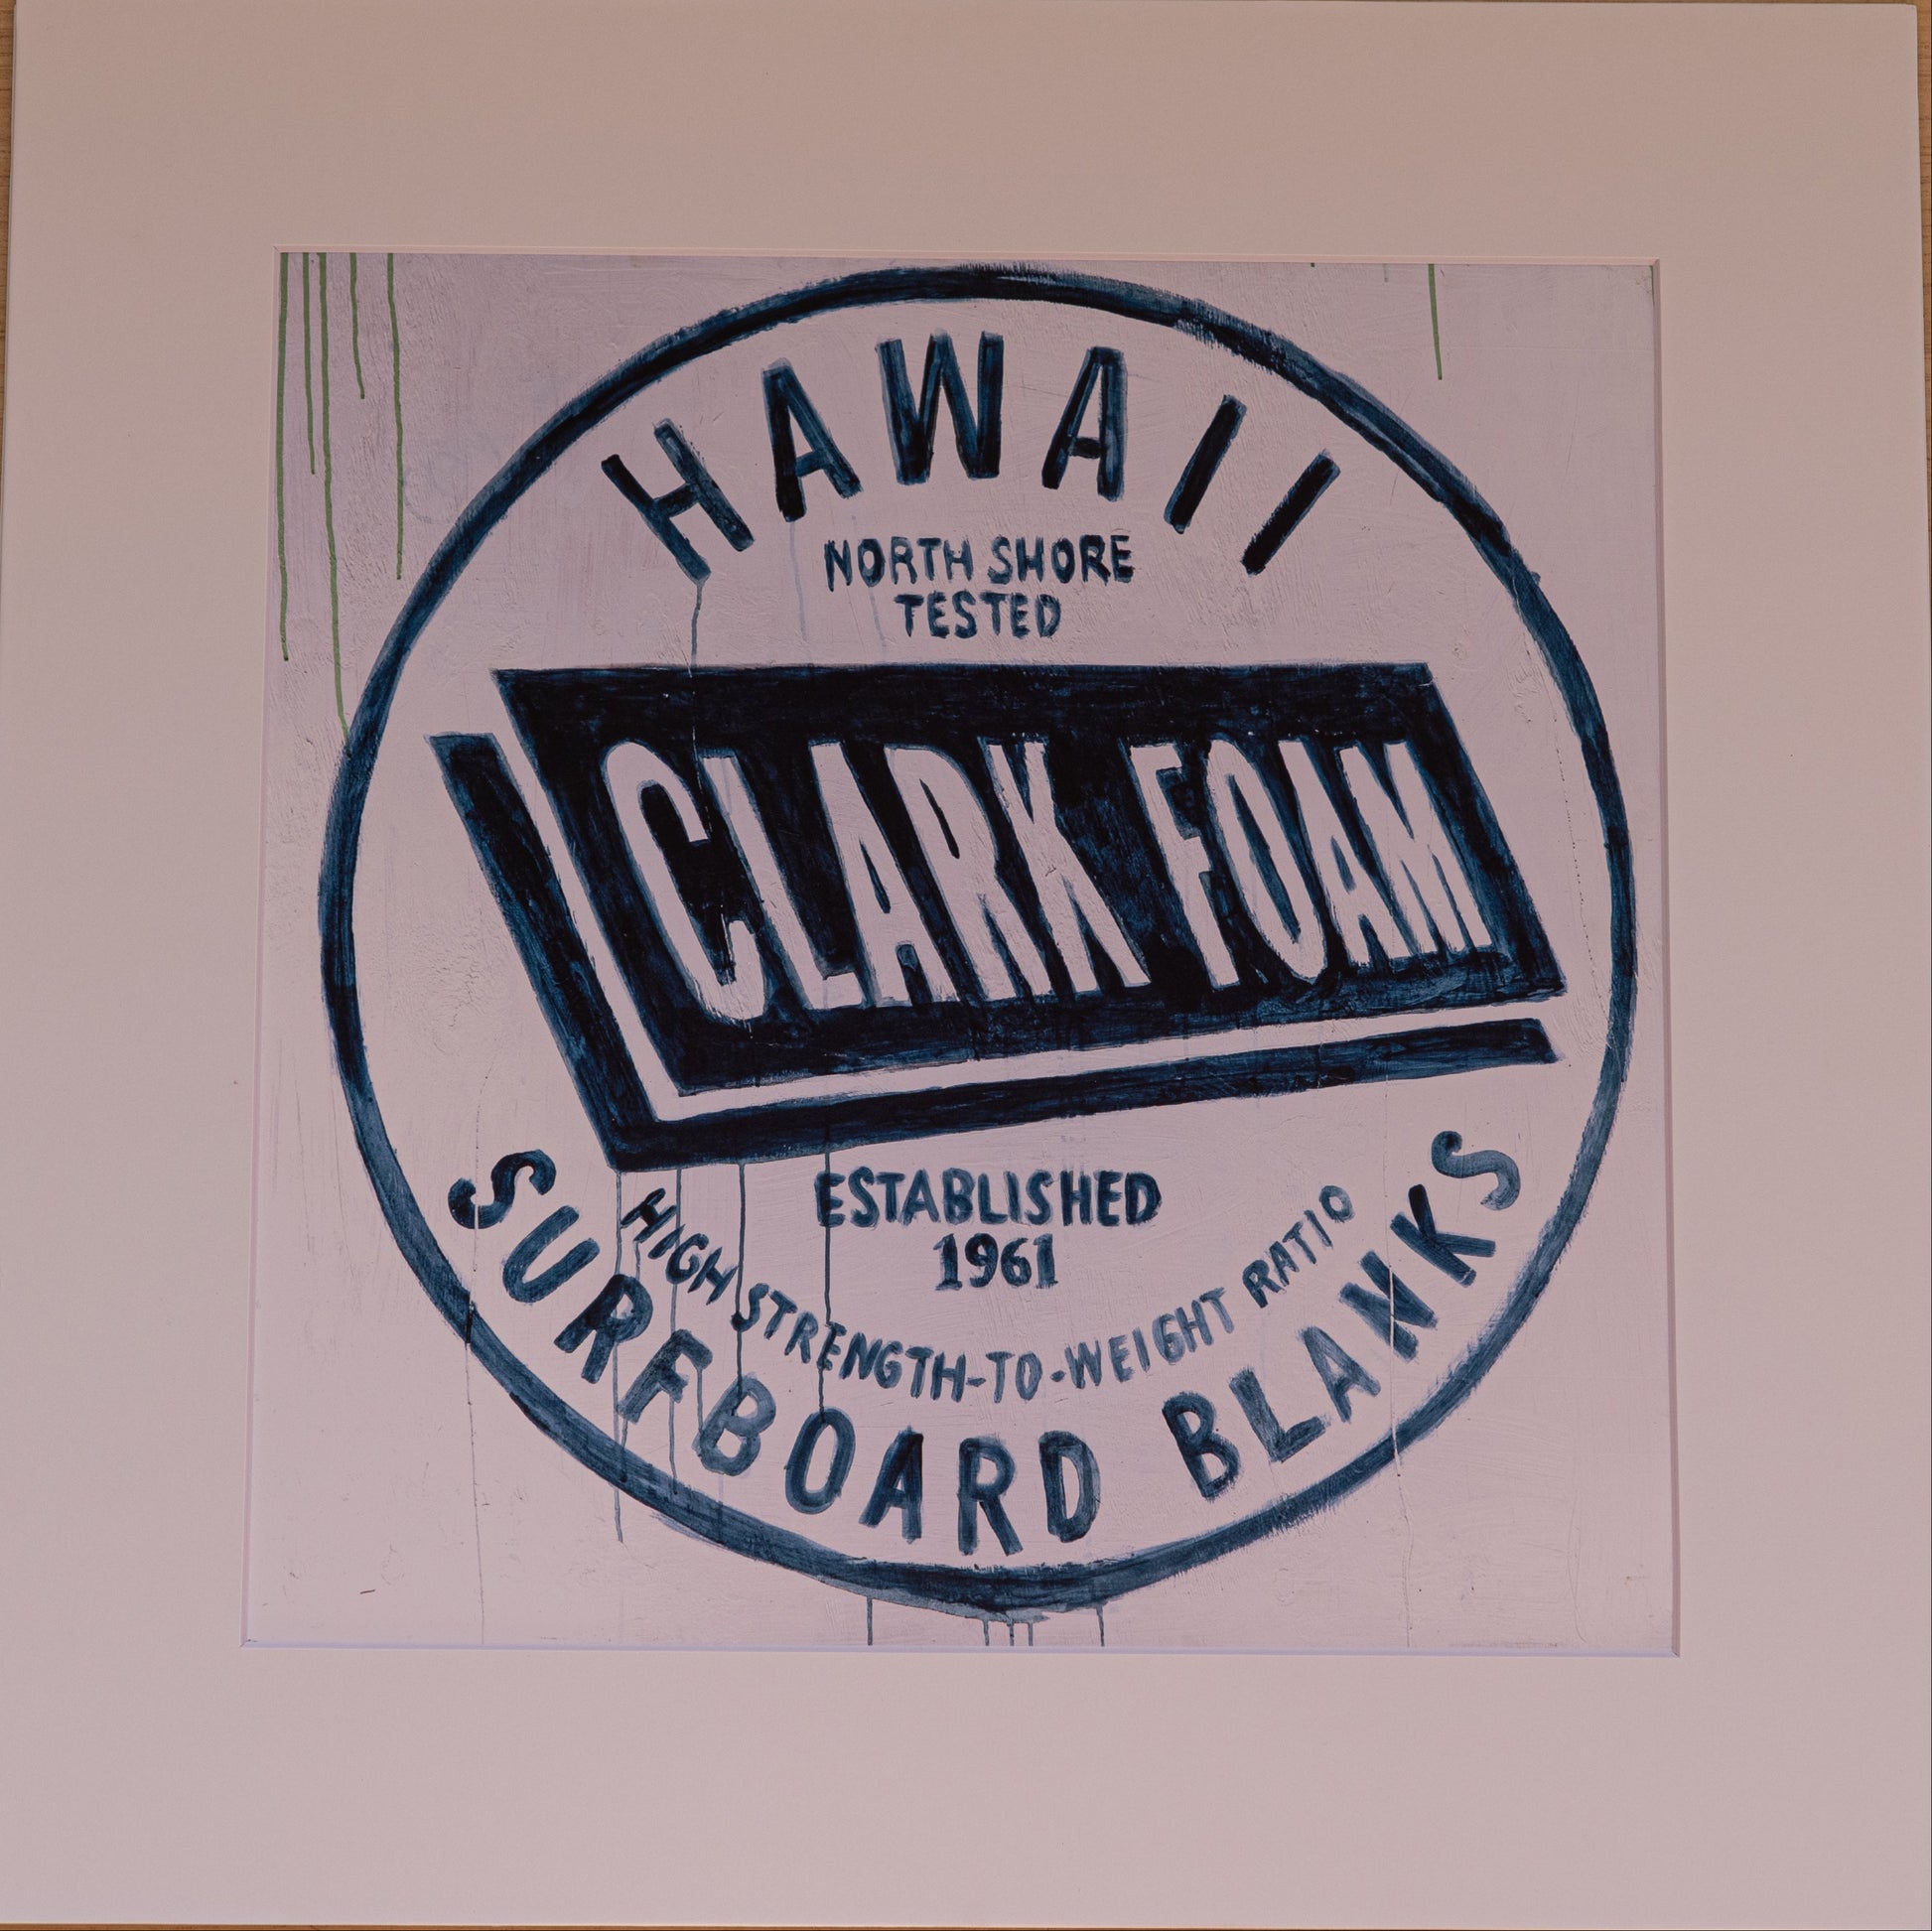 HAWAII
NORTH SHORE
TESTED
CLARK FOAM
ESTABLISHED
1961
HIGH STRENGTH-TO-WEIGHT RATIO
SURFBOARD BLANKS